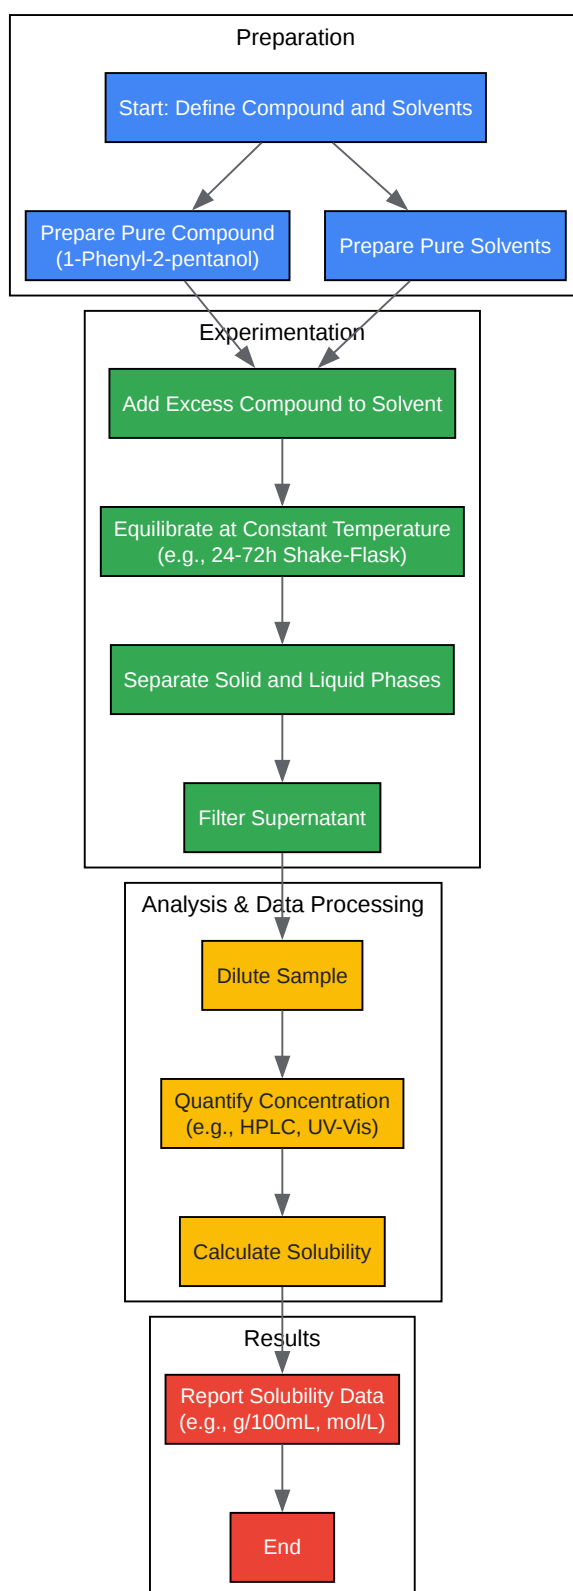 Preparation
Start: Define Compound and Solvents
Prepare Pure Compound
(1-Phenyl-2-pentanol)
Prepare Pure Solvents
Experimentation
Add Excess Compound to Solvent
Equilibrate at Constant Temperature
(e.g., 24-72h Shake-Flask)
Separate Solid and Liquid Phases
Filter Supernatant
Analysis & Data Processing
Dilute Sample
Quantify Concentration
(e.g., HPLC, UV-Vis)
Calculate Solubility
Results
Report Solubility Data
(e.g., g/100mL, mol/L)
End